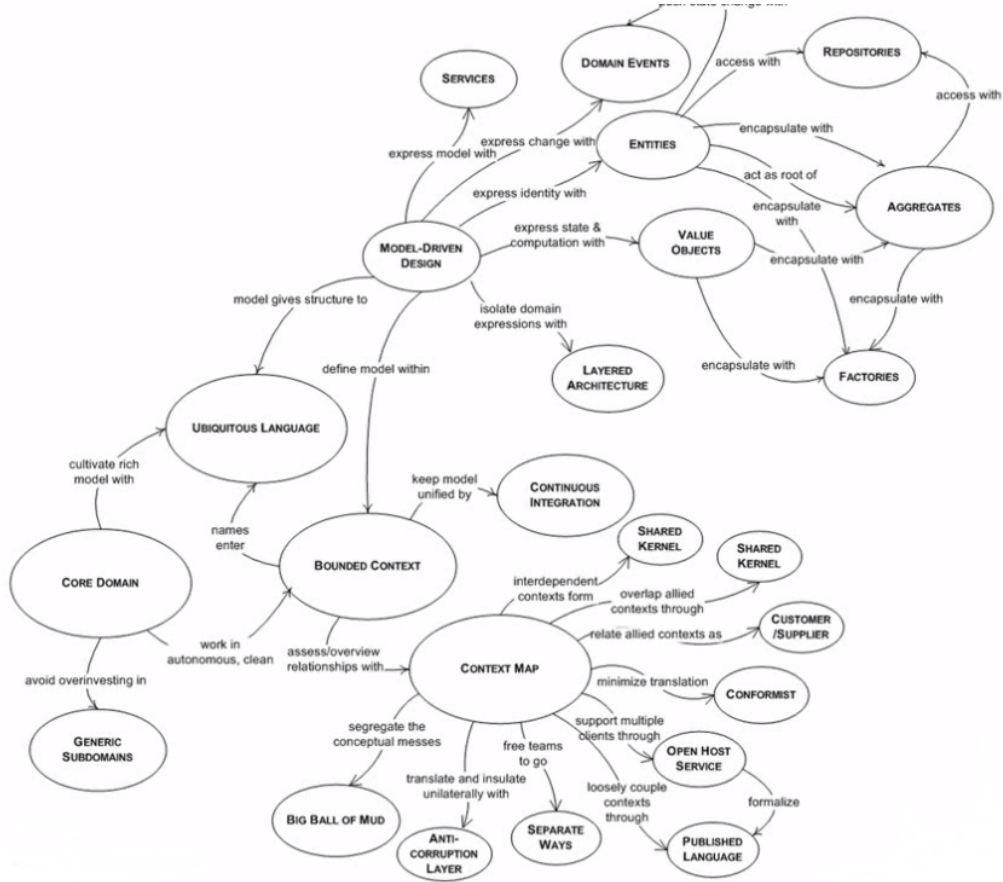 SERVICES
DOMAIN EVENTS
REPOSITORIES
access with
access with
express change with
express model with
ENTITIES
encapsulate with
act as root of
express identity with
encapsulate
with
AGGREGATES
MODEL-DRIVEN
DESIGN
express state &
computation with
VALUE
OBJECTS
encapsulate with
model gives structure to
isolate domain
expressions with
encapsulate with
define model within
LAYERED
ARCHITECTURE
encapsulate with
FACTORIES
UBIQUITOUS LANGUAGE
cultivate rich
model with
keep model
unified by
CONTINUOUS
INTEGRATION
names
enter
SHARED
KERNEL
SHARED
KERNEL
CORE DOMAIN
BOUNDED CONTEXT
interdependent
contexts form
overlap allied
contexts through
CUSTOMER
/SUPPLIER
relate allied contexts as
work in
autonomous, clean
assess/overview
relationships with
CONTEXT MAP
avoid overinvesting in
minimize translation
CONFORMIST
GENERIC
SUBDOMAINS
segregate the
conceptual messes
free teams
to go
support multiple
clients through
OPEN HOST
SERVICE
translate and insulate
unilaterally with
loosely couple
contexts
through
formalize
BIG BALL OF MUD
ANTI-
CORRUPTION
LAYER
SEPARATE
WAYS
PUBLISHED
LANGUAGE